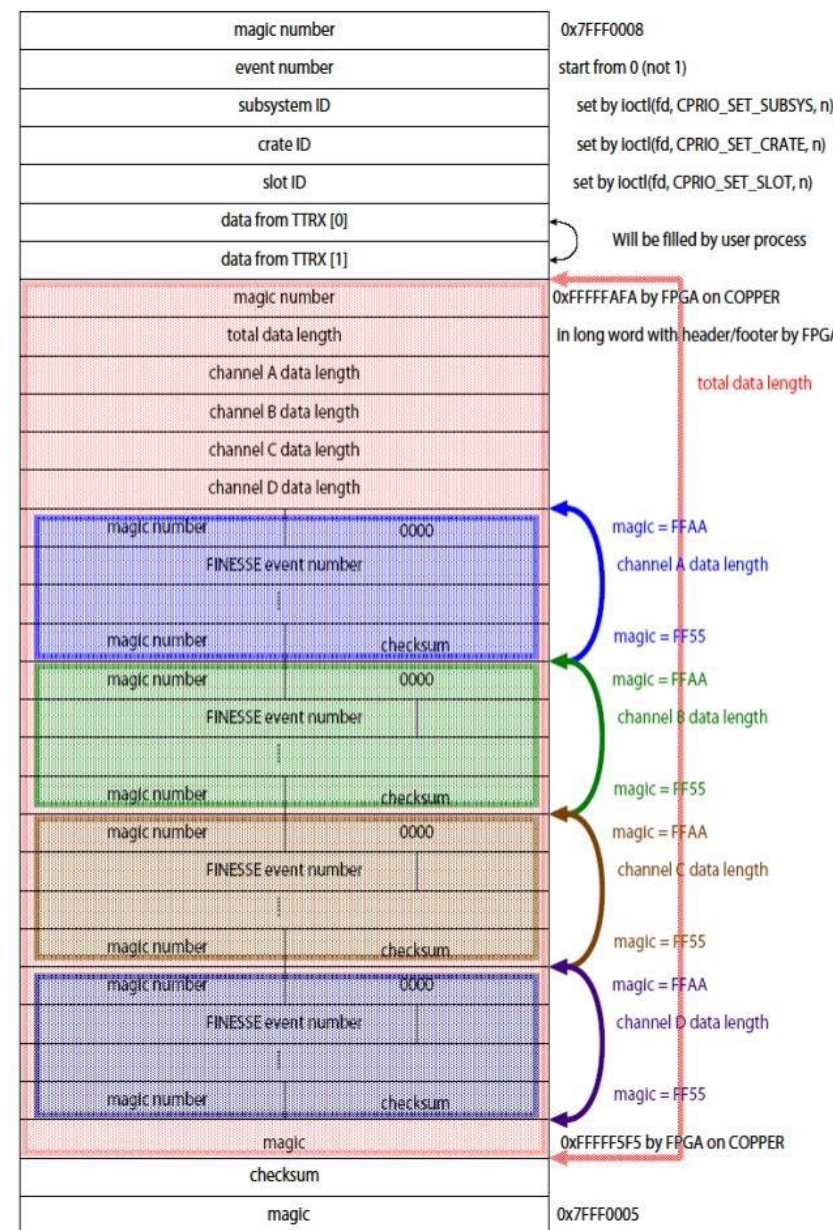 magic number 0x7FFF0008
event number start from 0 (not 1)
subsystem ID set by ioctl(fd, CPRIO_SET_SUBSYS, n)
crate ID set by ioctl(fd, CPRIO_SET_CRATE, n)
slot ID set by ioctl(fd, CPRIO_SET_SLOT, n)
data from TTRX [0]
Will be filled by user process
data from TTRX [1]
magic number 0xFFFFFAFA by FPGA on COPPER
total data length in long word with header/footer by FPGA
channel A data length
total data length
channel B data length
channel C data length
channel D data length
magic number 0000 magic = FFAA
FINESSE event number channel A data length
magic number checksum magic = FF55
magic number 0000 magic = FFAA
FINESSE event number channel B data length
magic number checksum magic = FF55
magic number 0000 magic = FFAA
FINESSE event number channel C data length
magic number checksum magic = FF55
magic number 0000 magic = FFAA
FINESSE event number channel D data length
magic number checksum magic = FF55
magic 0xFFFFF5F5 by FPGA on COPPER
checksum
magic 0x7FFF0005